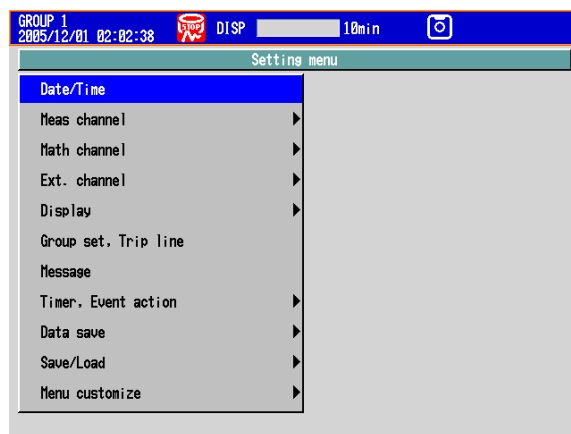 GROUP 1
2005/12/01 02:02:38
STOP
DISP
10min
Setting menu
Date/Time
Meas channel
Math channel
Ext. channel
Display
Group set, Trip line
Message
Timer, Event action
Data save
Save/Load
Menu customize